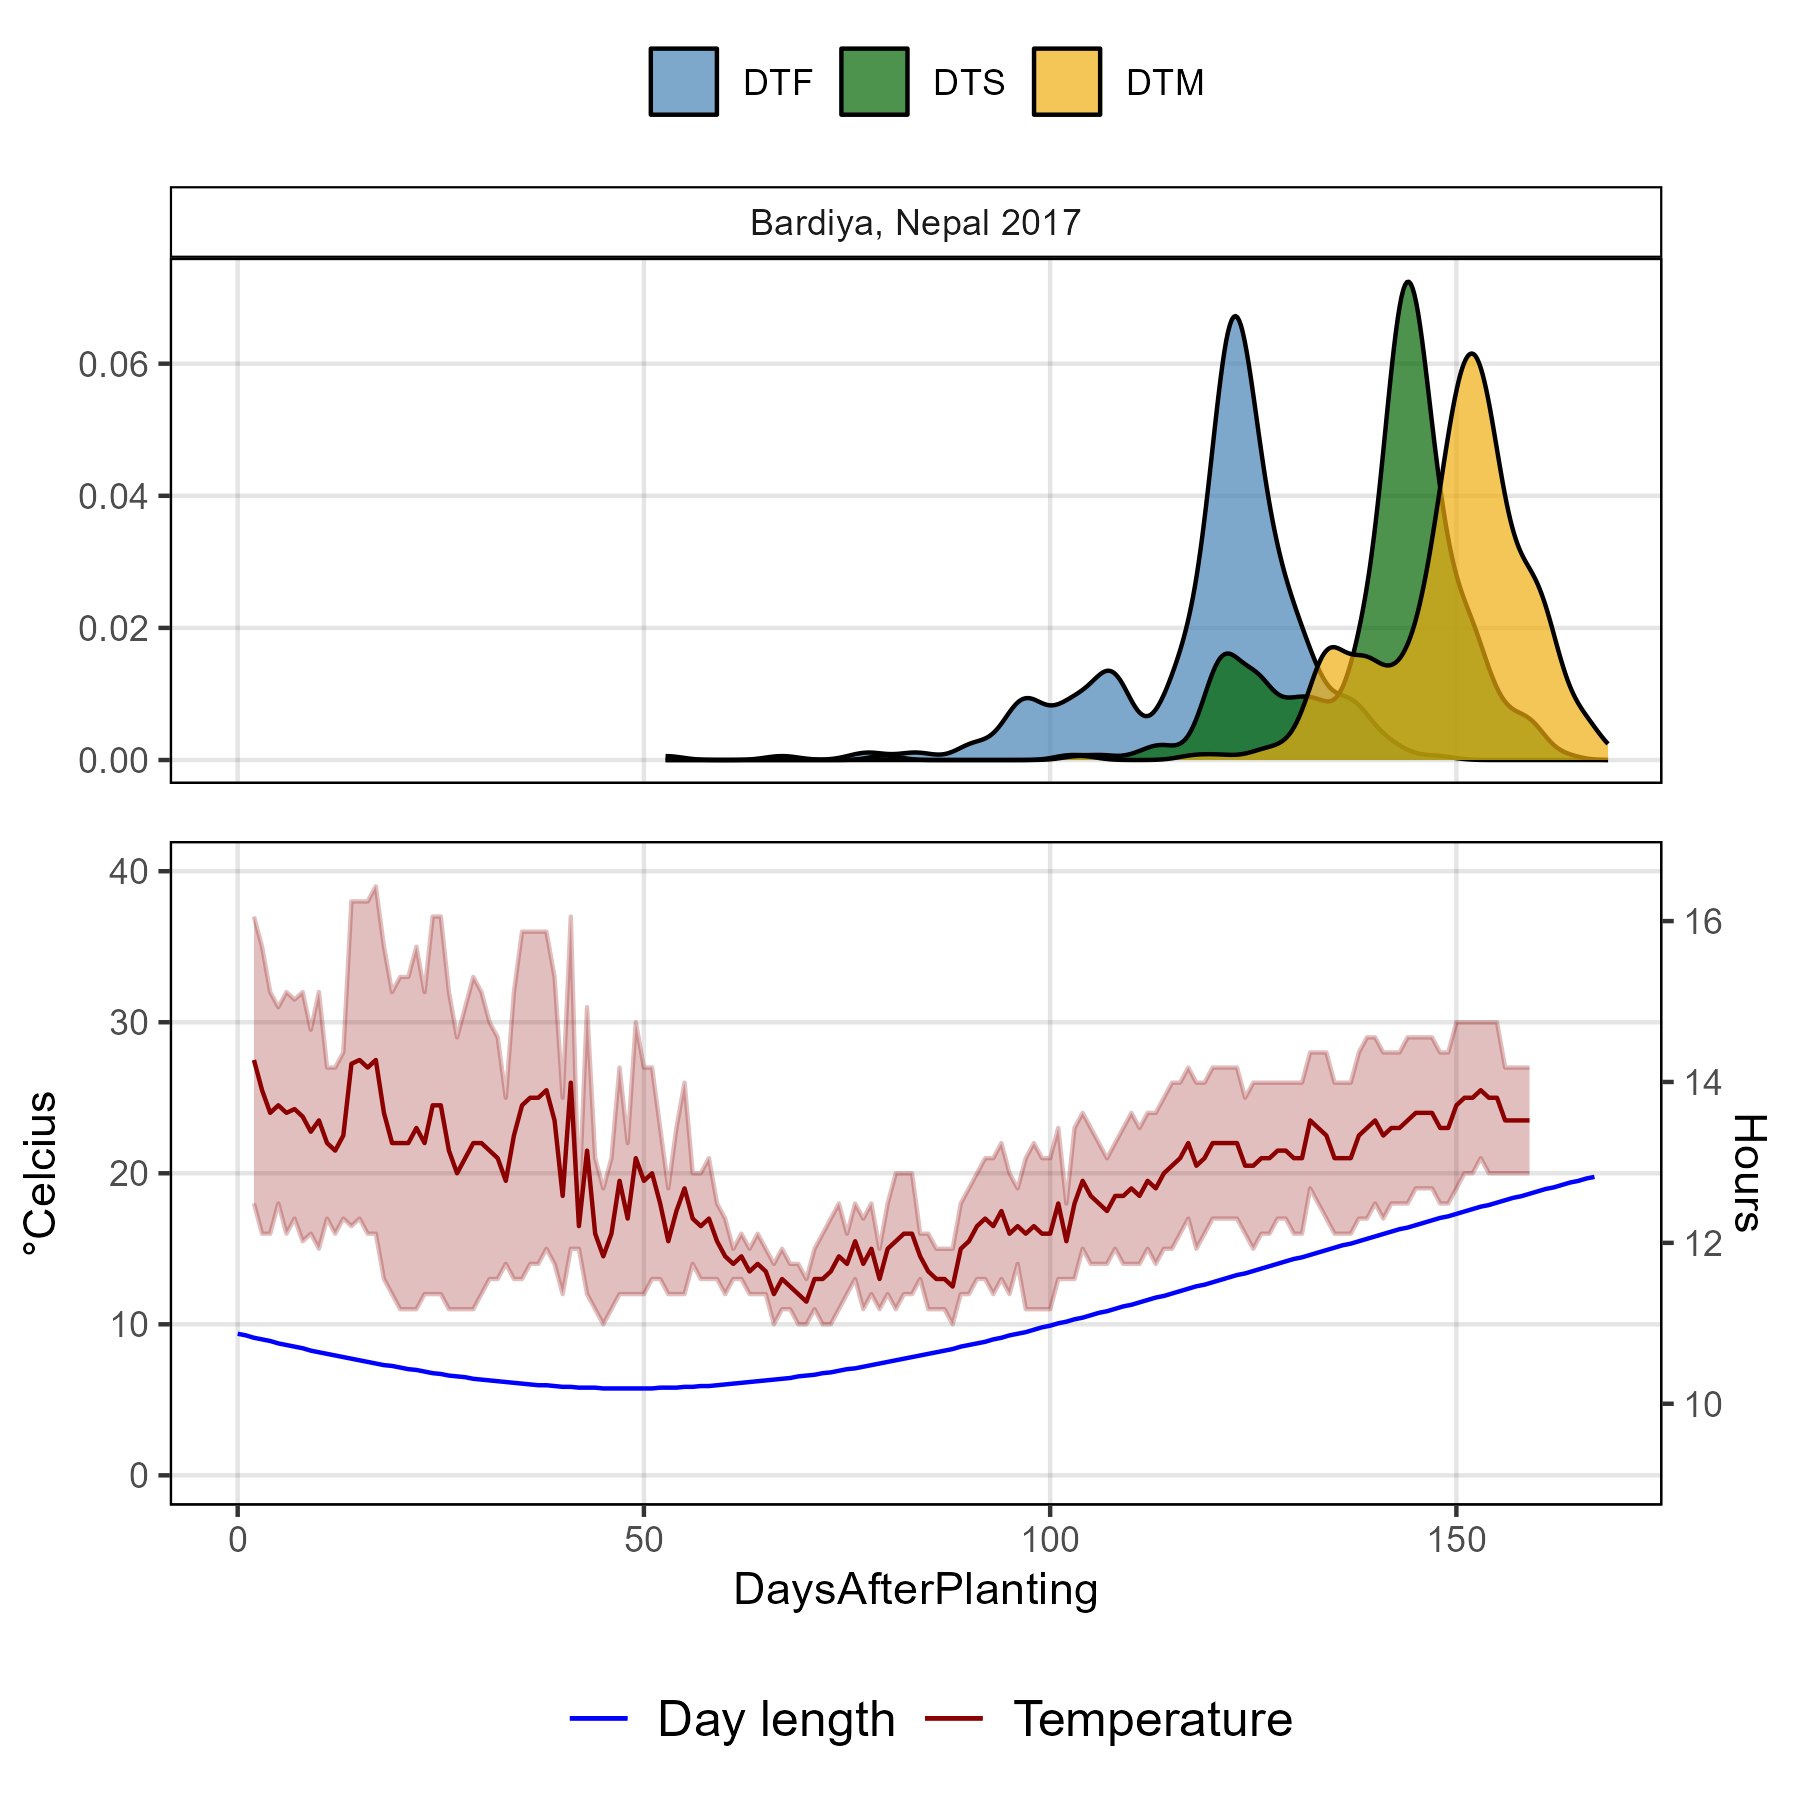 DTF DTS DTM
Bardiya, Nepal 2017
0.06
0.04
0.02
0.00
40
30
20
10
0
°Celcius
16
14
12
10
Hours
0 50 100 150
DaysAfterPlanting
Day length Temperature